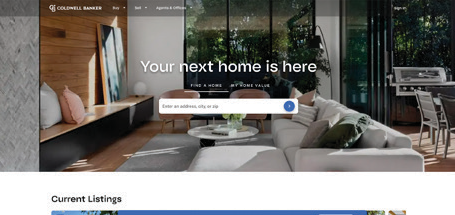 COLDWELL BANKER
Buy
Sell
Agents & Offices
Sign in
Your next home is here
FIND A HOME
MY HOME VALUE
Enter an address, city, or zip
Current Listings